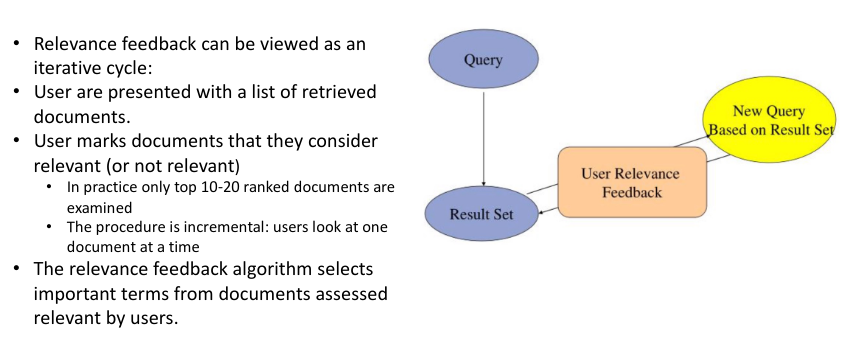 • Relevance feedback can be viewed as an
iterative cycle:
• User are presented with a list of retrieved
documents.
• User marks documents that they consider
relevant (or not relevant)
• In practice only top 10-20 ranked documents are
examined
• The procedure is incremental: users look at one
document at a time
• The relevance feedback algorithm selects
important terms from documents assessed
relevant by users.
Query
New Query
Based on Result Set
User Relevance
Feedback
Result Set